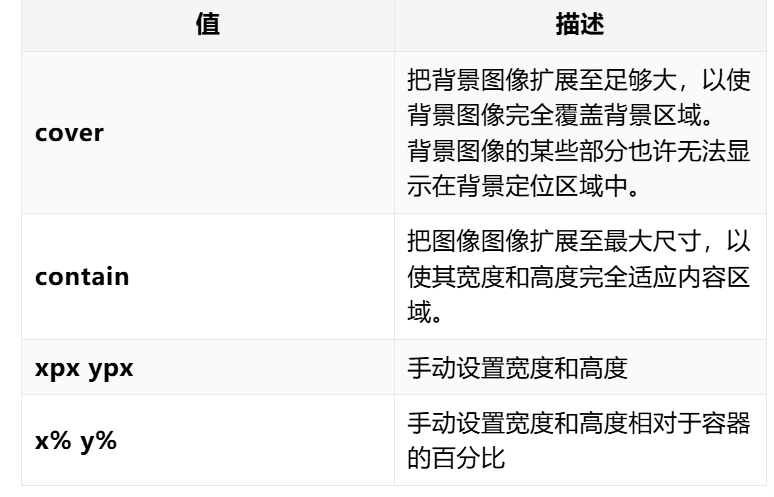 值 描述
cover
把背景图像扩展至足够大，以使
背景图像完全覆盖背景区域。
背景图像的某些部分也许无法显
示在背景定位区域中。
contain
把图像图像扩展至最大尺寸，以
使其宽度和高度完全适应内容区
域。
xpx ypx 手动设置宽度和高度
x% y%
手动设置宽度和高度相对于容器
的百分比